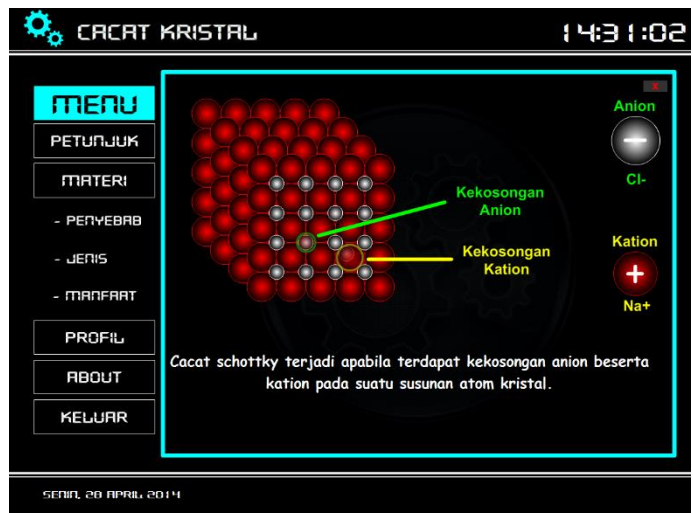 CACAT KRISTAL
14:31:02
MENU
PETUNJUK
MATERI
- PENYEBAB
- JENIS
- MANFAAT
PROFIL
ABOUT
KELUAR
X
Anion
−
Cl-
Kekosongan
Anion
Kekosongan
Kation
Kation
+
Na+
Cacat schottky terjadi apabila terdapat kekosongan anion beserta
kation pada suatu susunan atom kristal.
SENIN, 28 APRIL 2014